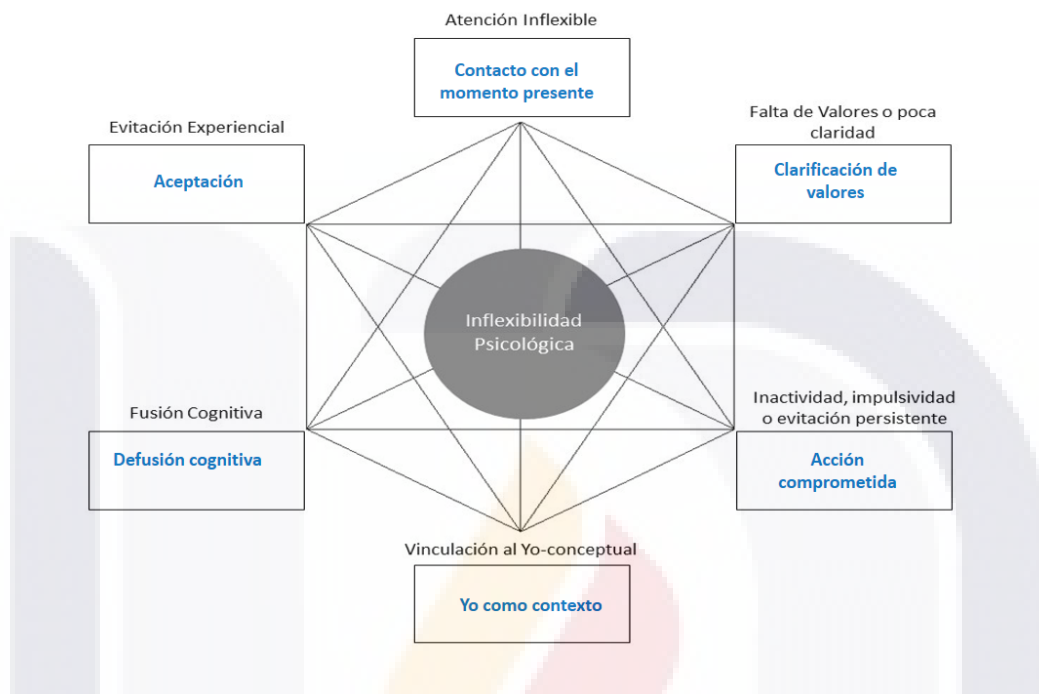 Atención Inflexible
Contacto con el
momento presente
Evitación Experiencial
Aceptación
Falta de Valores o poca
claridad
Clarificación de
valores
Inflexibilidad
Psicológica
Fusión Cognitiva
Defusión cognitiva
Inactividad, impulsividad
o evitación persistente
Acción
comprometida
Vinculación al Yo-conceptual
Yo como contexto